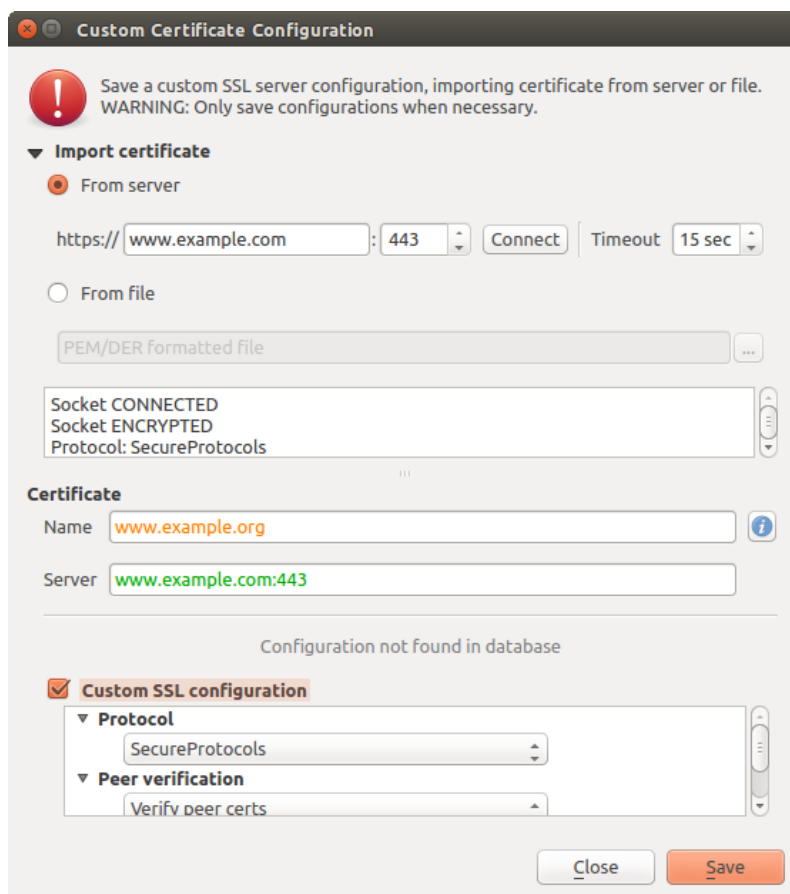 Custom Certificate Configuration
Save a custom SSL server configuration, importing certificate from server or file.
WARNING: Only save configurations when necessary.
Import certificate
From server
https:// www.example.com : 443 Connect Timeout 15 sec
From file
PEM/DER formatted file ...
Socket CONNECTED
Socket ENCRYPTED
Protocol: SecureProtocols
Certificate
Name www.example.org
Server www.example.com:443
Configuration not found in database
Custom SSL configuration
Protocol
SecureProtocols
Peer verification
Verify peer certs
Close Save